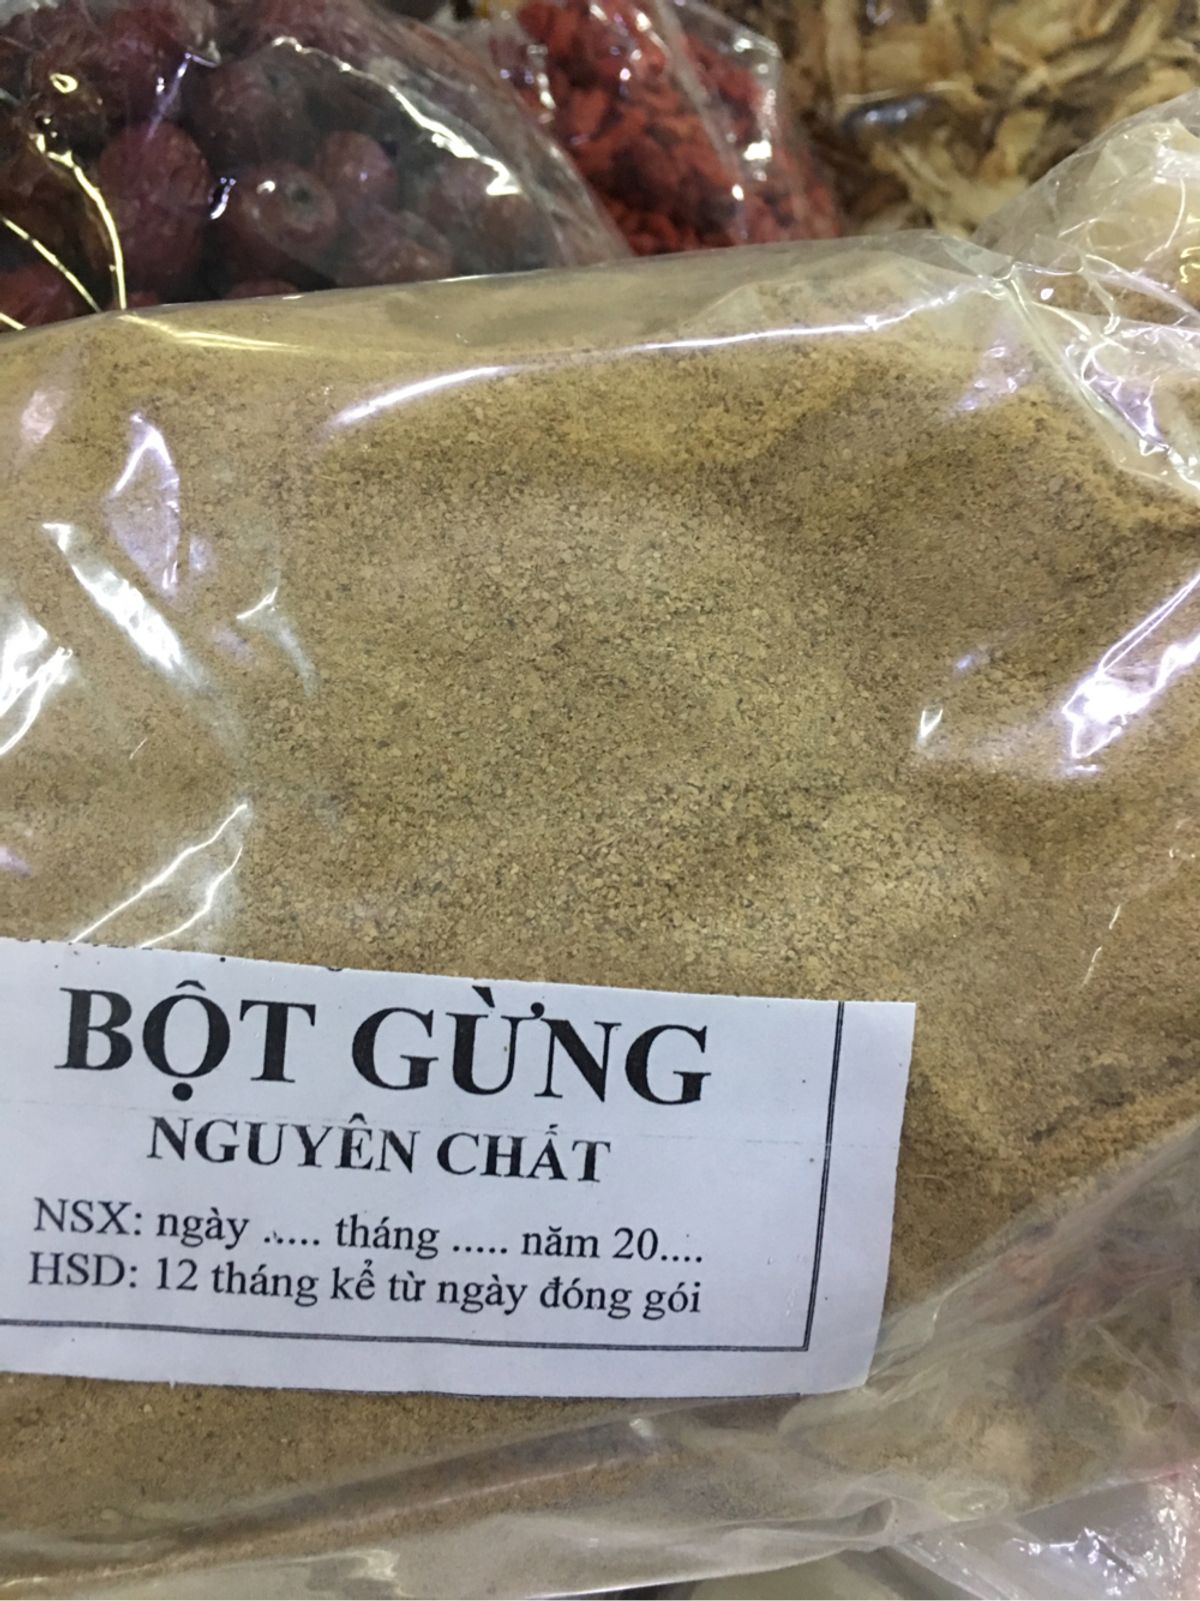 BỘT GỪNG
NGUYÊN CHẤT
NSX: ngày ..... tháng ..... năm 20....
HSD: 12 tháng kể từ ngày đóng gói